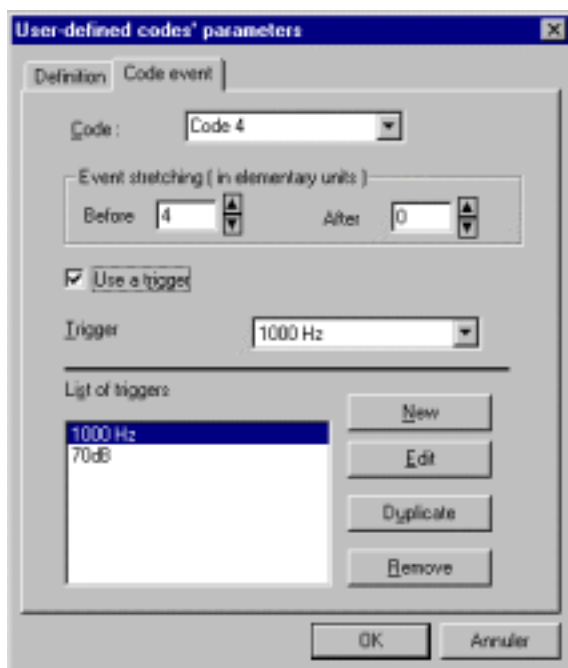 User-defined codes' parameters
Definition Code event
Code : Code 4
Event stretching ( in elementary units )
Before 4 After 0
Use a trigger
Trigger 1000 Hz
List of triggers
1000 Hz
70dB
New
Edit
Duplicate
Remove
OK Annuler